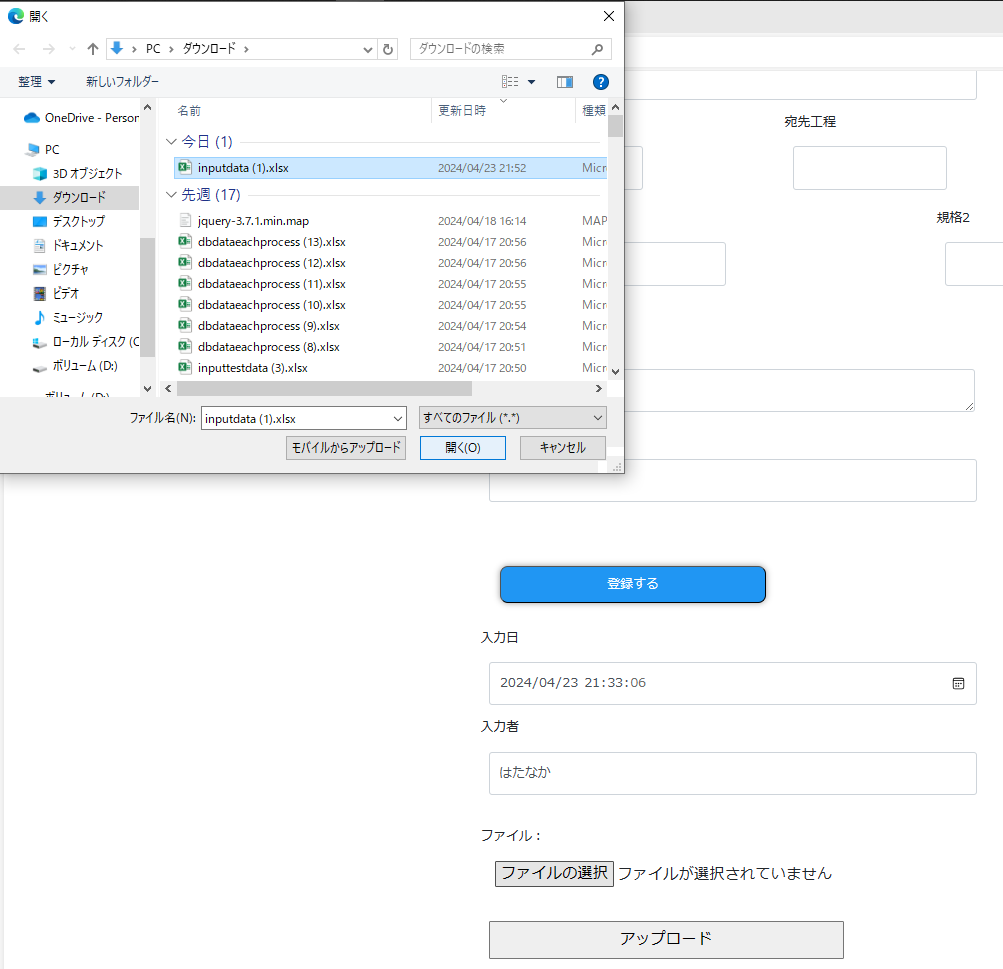 開く
PC ダウンロード ダウンロードの検索
整理 新しいフォルダー
名前 更新日時 種類
OneDrive - Person
PC
3D オブジェクト
ダウンロード
デスクトップ
ドキュメント
ピクチャ
ビデオ
ミュージック
ローカル ディスク (C
ボリューム (D:)
ボリューム (D:)
今日 (1)
inputdata (1).xlsx 2024/04/23 21:52 Micr
先週 (17)
jquery-3.7.1.min.map 2024/04/18 16:14 MAP
dbdataeachprocess (13).xlsx 2024/04/17 20:56 Micr
dbdataeachprocess (12).xlsx 2024/04/17 20:56 Micr
dbdataeachprocess (11).xlsx 2024/04/17 20:55 Micr
dbdataeachprocess (10).xlsx 2024/04/17 20:55 Micr
dbdataeachprocess (9).xlsx 2024/04/17 20:54 Micr
dbdataeachprocess (8).xlsx 2024/04/17 20:51 Micr
inputtestdata (3).xlsx 2024/04/17 20:50 Micr
ファイル名(N): inputdata (1).xlsx すべてのファイル (*.*)
モバイルからアップロード 開く(O) キャンセル
宛先工程
規格2
登録する
入力日
2024/04/23 21:33:06
入力者
はたなか
ファイル：
ファイルの選択 ファイルが選択されていません
アップロード